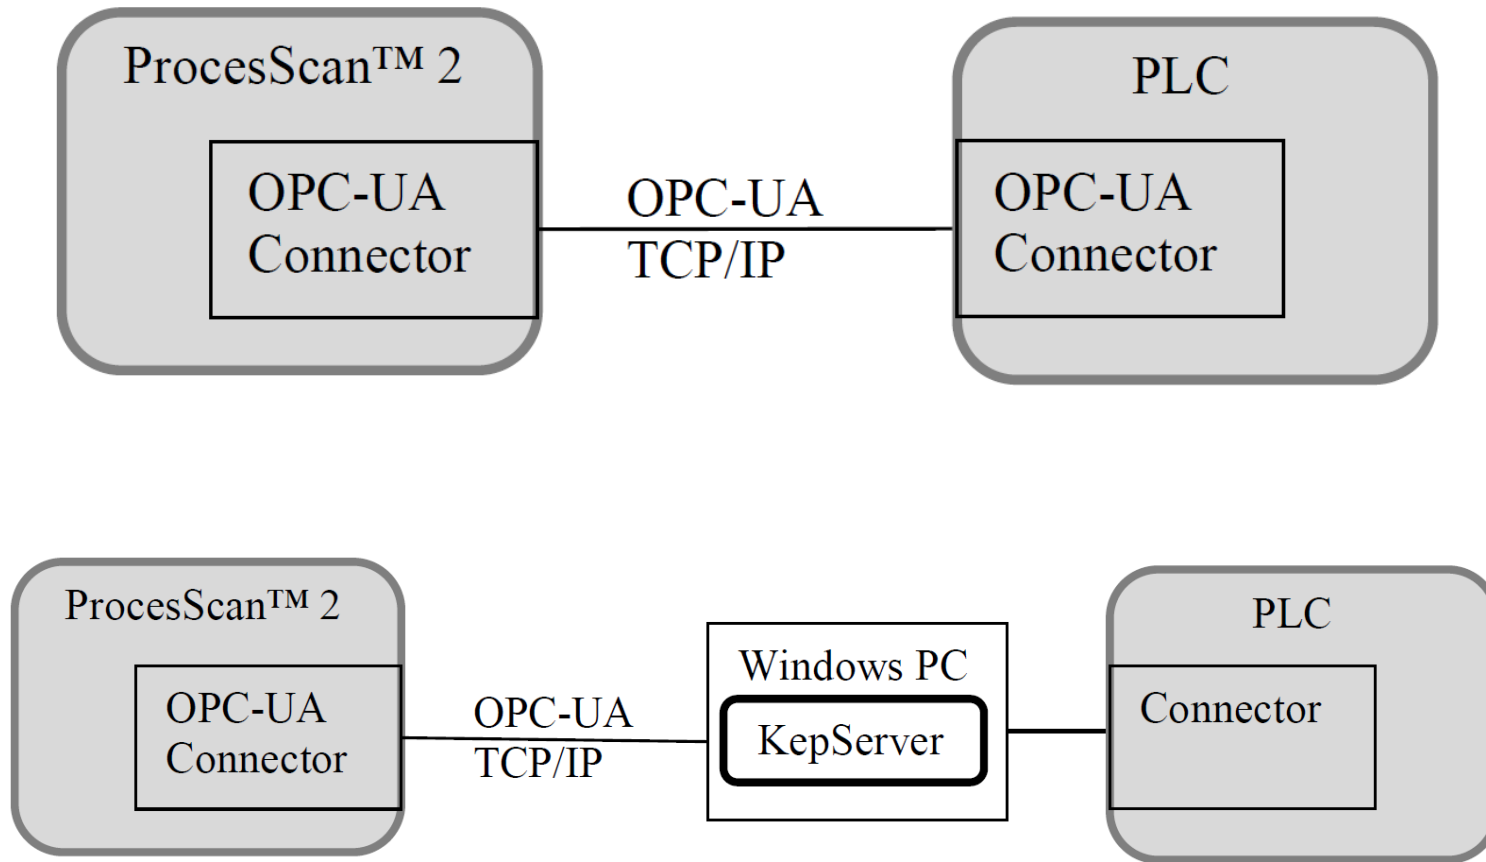 ProcesScan™ 2
OPC-UA
Connector
OPC-UA
TCP/IP
PLC
OPC-UA
Connector
ProcesScan™ 2
OPC-UA
Connector
OPC-UA
TCP/IP
Windows PC
KepServer
PLC
Connector